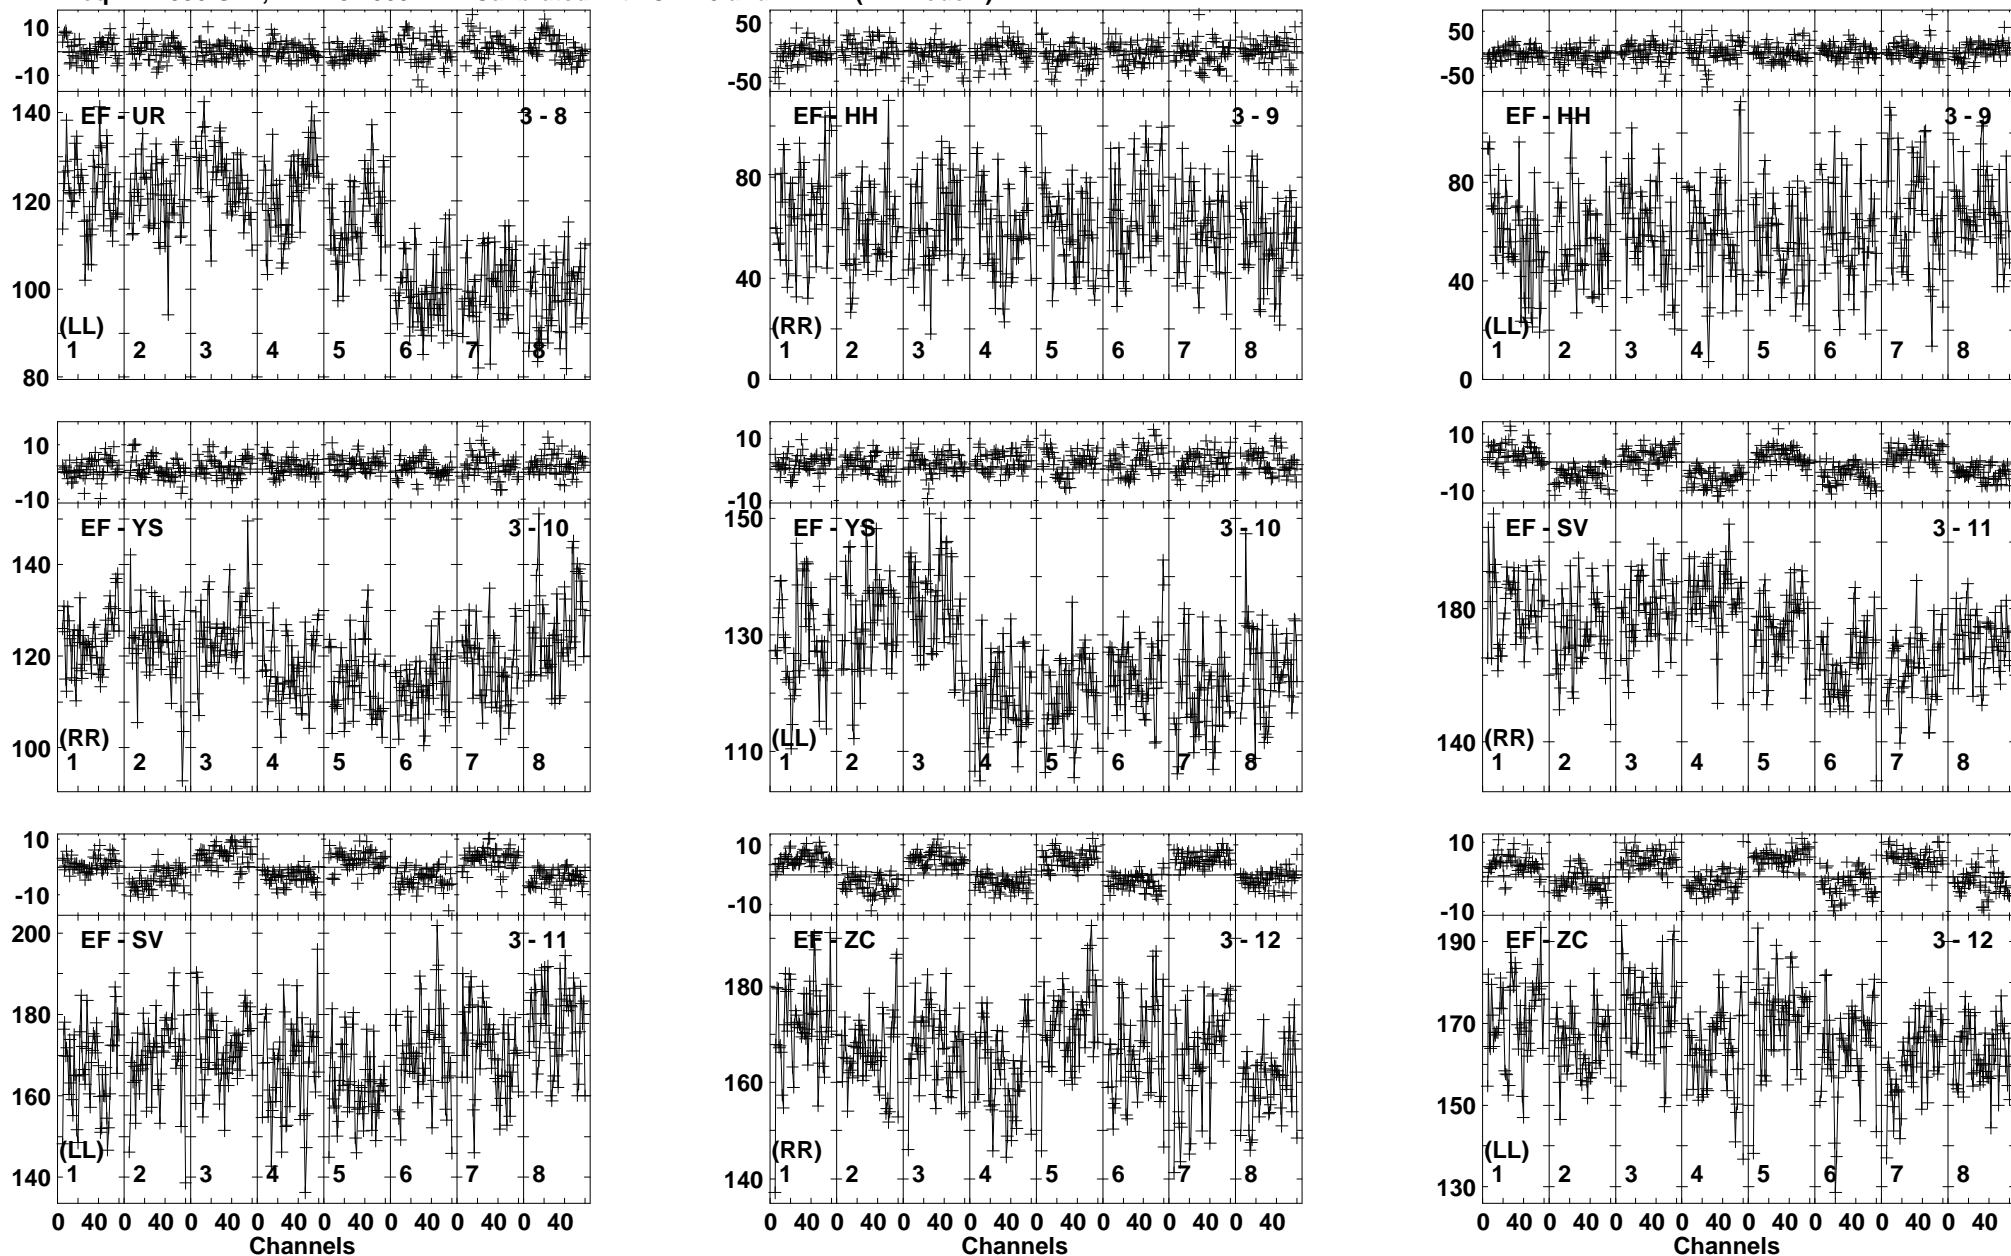 10 -10 50 -50 50 -50
140 120 100 80 EF - UR 3 - 8 (LL) 1 2 3 4 5 6 7 8
80 40 0 EF - HH 3 - 9 (RR) 1 2 3 4 5 6 7 8
80 40 0 EF - HH 3 - 9 (LL) 1 2 3 4 5 6 7 8
10 -10 10 -10 10 -10
140 120 100 EF - YS 3 - 10 (RR) 1 2 3 4 5 6 7 8
150 130 110 EF - YS 3 - 10 (LL) 1 2 3 4 5 6 7 8
180 140 EF - SV 3 - 11 (RR) 1 2 3 4 5 6 7 8
10 -10 10 -10 10 -10
200 180 160 140 EF - SV 3 - 11 (LL) 1 2 3 4 5 6 7 8
180 160 140 EF - ZC 3 - 12 (RR) 1 2 3 4 5 6 7 8
190 170 150 130 EF - ZC 3 - 12 (LL) 1 2 3 4 5 6 7 8
0 40 0 40 0 40 0 40 0 40 0 40 0 40 0 40
0 40 0 40 0 40 0 40 0 40 0 40 0 40 0 40
0 40 0 40 0 40 0 40 0 40 0 40 0 40 0 40
Channels Channels Channels